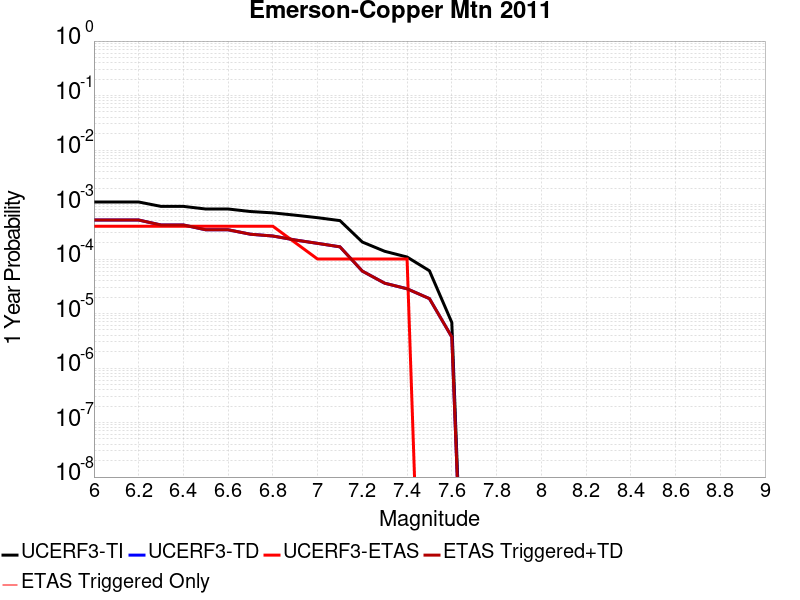 Emerson-Copper Mtn 2011
10^0
10^-1
10^-2
10^-3
10^-4
10^-5
10^-6
10^-7
10^-8
1 Year Probability
6 6.2 6.4 6.6 6.8 7 7.2 7.4 7.6 7.8 8 8.2 8.4 8.6 8.8 9
Magnitude
UCERF3-TI UCERF3-TD UCERF3-ETAS ETAS Triggered+TD
ETAS Triggered Only